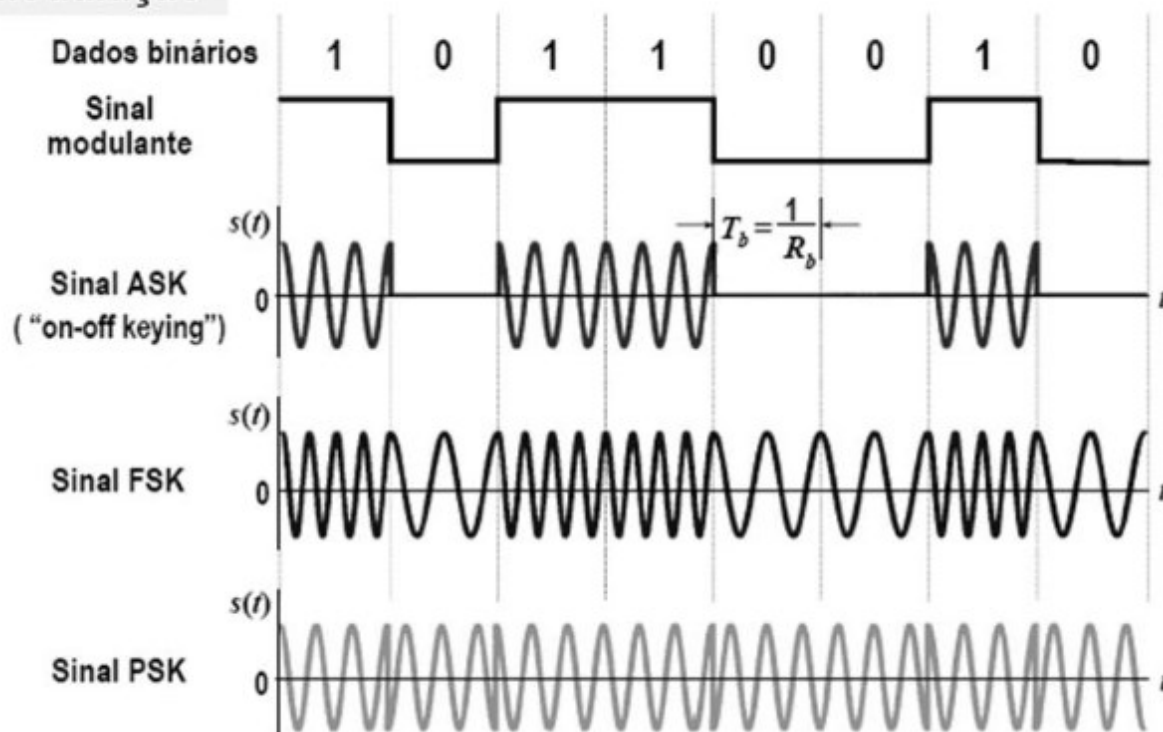 Dados binários 1 0 1 1 0 0 1 0
Sinal
modulante
s(t)
T_b = 1/R_b
Sinal ASK
0
t
( “on-off keying”)
s(t)
Sinal FSK
0
t
s(t)
Sinal PSK
0
t